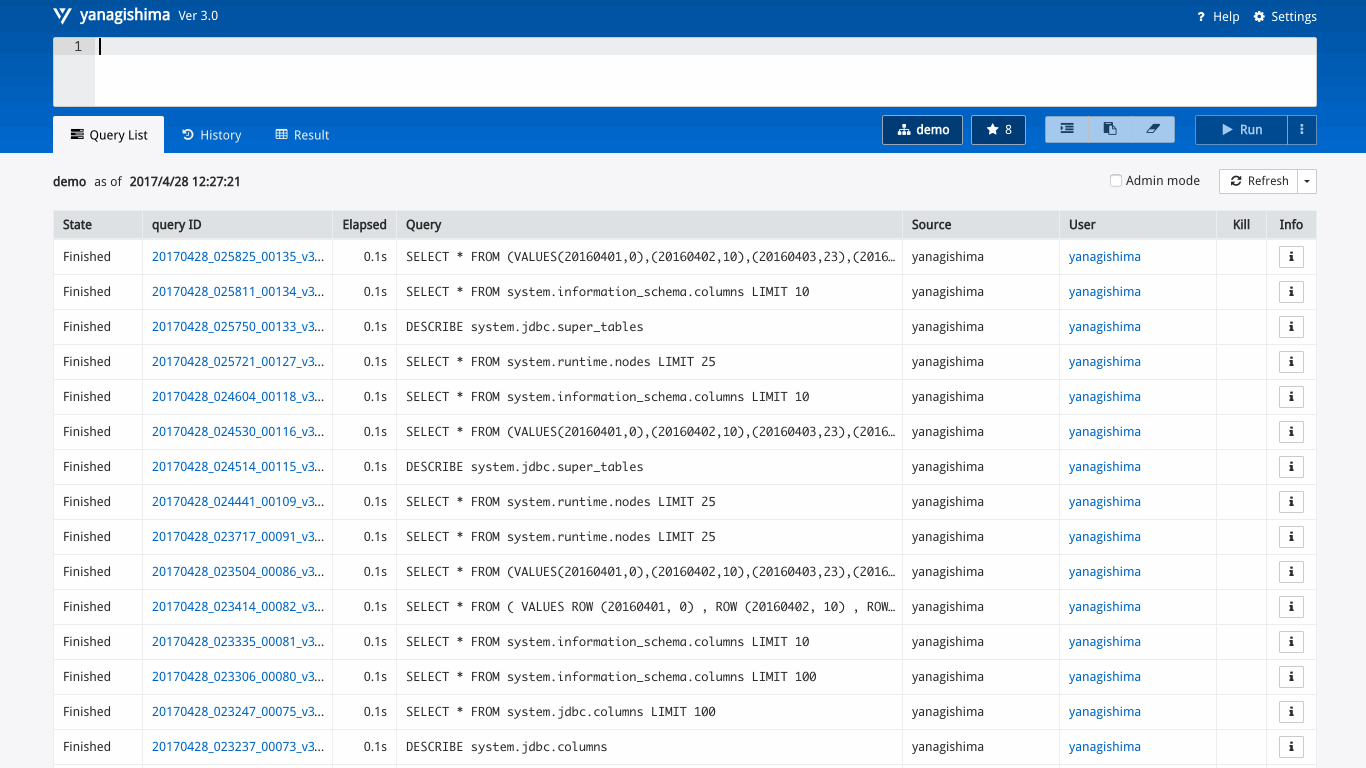 yanagishima Ver 3.0 Help Settings
1
Query List History Result demo 8 Run
demo as of 2017/4/28 12:27:21 Admin mode Refresh
State query ID Elapsed Query Source User Kill Info
Finished 20170428_025825_00135_v3... 0.1s SELECT * FROM (VALUES(20160401,0),(20160402,10),(20160403,23),(2016... yanagishima yanagishima
Finished 20170428_025811_00134_v3... 0.1s SELECT * FROM system.information_schema.columns LIMIT 10 yanagishima yanagishima
Finished 20170428_025750_00133_v3... 0.1s DESCRIBE system.jdbc.super_tables yanagishima yanagishima
Finished 20170428_025721_00127_v3... 0.1s SELECT * FROM system.runtime.nodes LIMIT 25 yanagishima yanagishima
Finished 20170428_024604_00118_v3... 0.1s SELECT * FROM system.information_schema.columns LIMIT 10 yanagishima yanagishima
Finished 20170428_024530_00116_v3... 0.1s SELECT * FROM (VALUES(20160401,0),(20160402,10),(20160403,23),(2016... yanagishima yanagishima
Finished 20170428_024514_00115_v3... 0.1s DESCRIBE system.jdbc.super_tables yanagishima yanagishima
Finished 20170428_024441_00109_v3... 0.1s SELECT * FROM system.runtime.nodes LIMIT 25 yanagishima yanagishima
Finished 20170428_023717_00091_v3... 0.1s SELECT * FROM system.runtime.nodes LIMIT 25 yanagishima yanagishima
Finished 20170428_023504_00086_v3... 0.1s SELECT * FROM (VALUES(20160401,0),(20160402,10),(20160403,23),(2016... yanagishima yanagishima
Finished 20170428_023414_00082_v3... 0.1s SELECT * FROM ( VALUES ROW (20160401, 0) , ROW (20160402, 10) , ROW... yanagishima yanagishima
Finished 20170428_023335_00081_v3... 0.1s SELECT * FROM system.information_schema.columns LIMIT 10 yanagishima yanagishima
Finished 20170428_023306_00080_v3... 0.1s SELECT * FROM system.information_schema.columns LIMIT 100 yanagishima yanagishima
Finished 20170428_023247_00075_v3... 0.1s SELECT * FROM system.jdbc.columns LIMIT 100 yanagishima yanagishima
Finished 20170428_023237_00073_v3... 0.1s DESCRIBE system.jdbc.columns yanagishima yanagishima